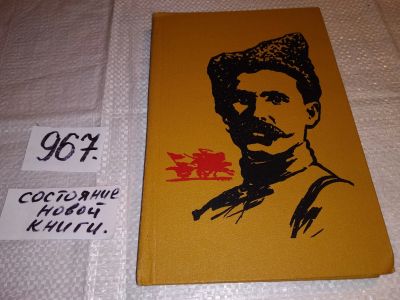 967.
состояние
новой
книги.